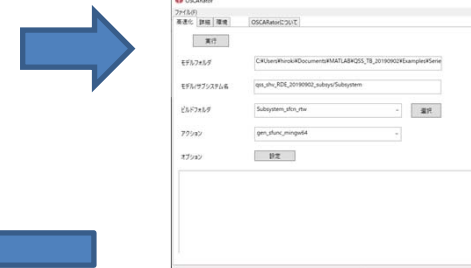 OSCARator
ファイル(F)
高速化 詳細 環境 OSCARatorについて
実行
モデルフォルダ C:¥Users¥hiroki¥Documents¥MATLAB¥QSS_TB_20190902¥Examples¥Serie
モデル/サブシステム名 qss_shv_RDE_20190902_subsys/Subsystem
ビルドフォルダ Subsystem_sfcn_rtw 選択
アクション gen_sfunc_mingw64
オプション 設定